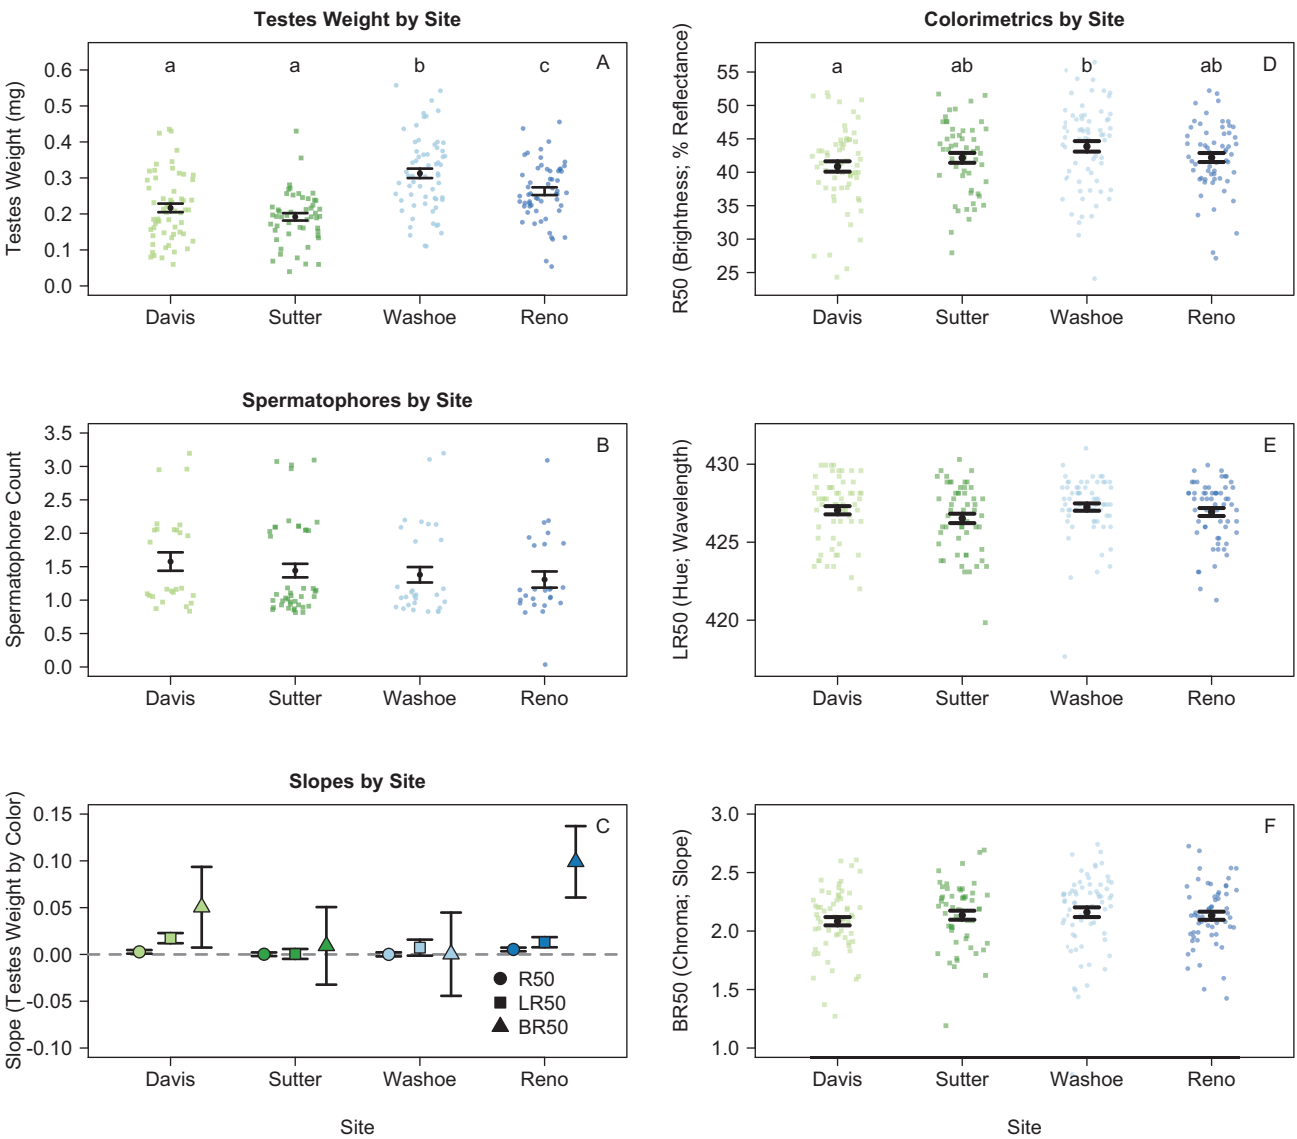 Testes Weight by Site
Testes Weight (mg)
0.6
0.5
0.4
0.3
0.2
0.1
0.0
a a b c A
Davis Sutter Washoe Reno
Colorimetrics by Site
R50 (Brightness; % Reflectance)
55
50
45
40
35
30
25
a ab b ab D
Davis Sutter Washoe Reno
Spermatophores by Site
Spermatophore Count
3.5
3.0
2.5
2.0
1.5
1.0
0.5
0.0
B
Davis Sutter Washoe Reno
LR50 (Hue; Wavelength)
430
425
420
E
Davis Sutter Washoe Reno
Slopes by Site
Slope (Testes Weight by Color)
0.15
0.10
0.05
0.00
-0.05
-0.10
C
R50
LR50
BR50
Davis Sutter Washoe Reno
Site
BR50 (Chroma; Slope)
3.0
2.5
2.0
1.5
1.0
F
Davis Sutter Washoe Reno
Site